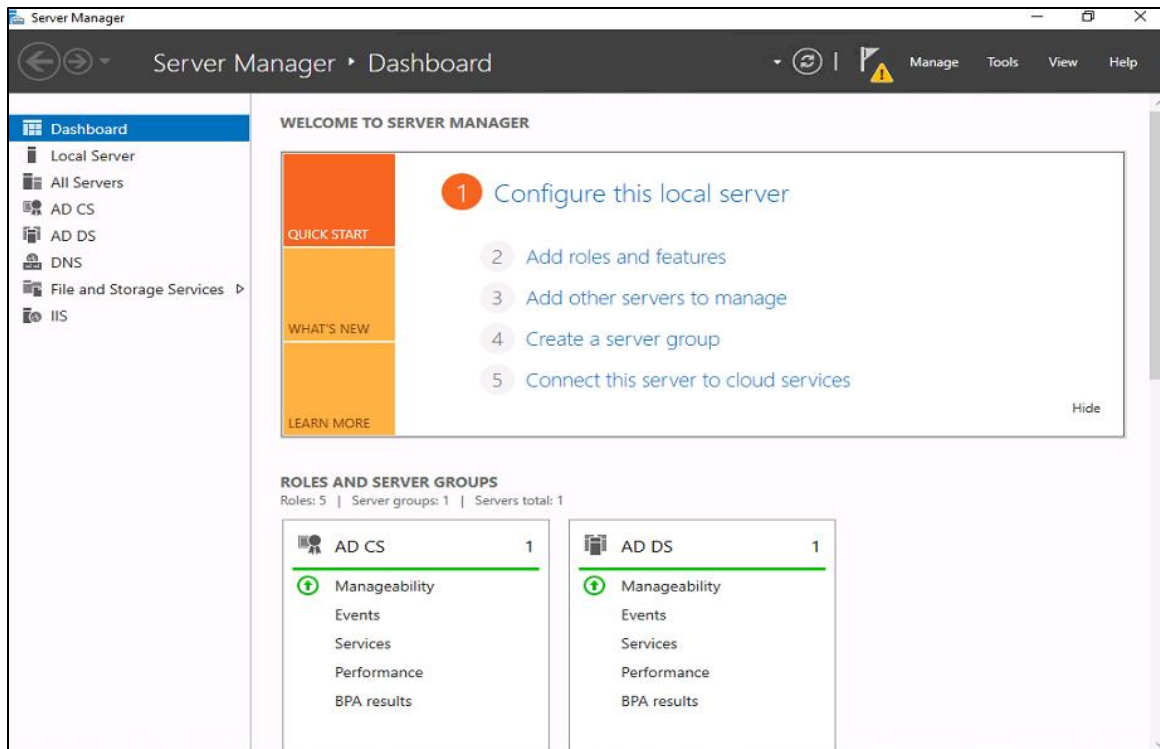 Server Manager
Server Manager ‣ Dashboard
Manage Tools View Help
Dashboard
Local Server
All Servers
AD CS
AD DS
DNS
File and Storage Services
IIS
WELCOME TO SERVER MANAGER
QUICK START
WHAT'S NEW
LEARN MORE
1 Configure this local server
2 Add roles and features
3 Add other servers to manage
4 Create a server group
5 Connect this server to cloud services
Hide
ROLES AND SERVER GROUPS
Roles: 5 | Server groups: 1 | Servers total: 1
AD CS 1
Manageability
Events
Services
Performance
BPA results
AD DS 1
Manageability
Events
Services
Performance
BPA results